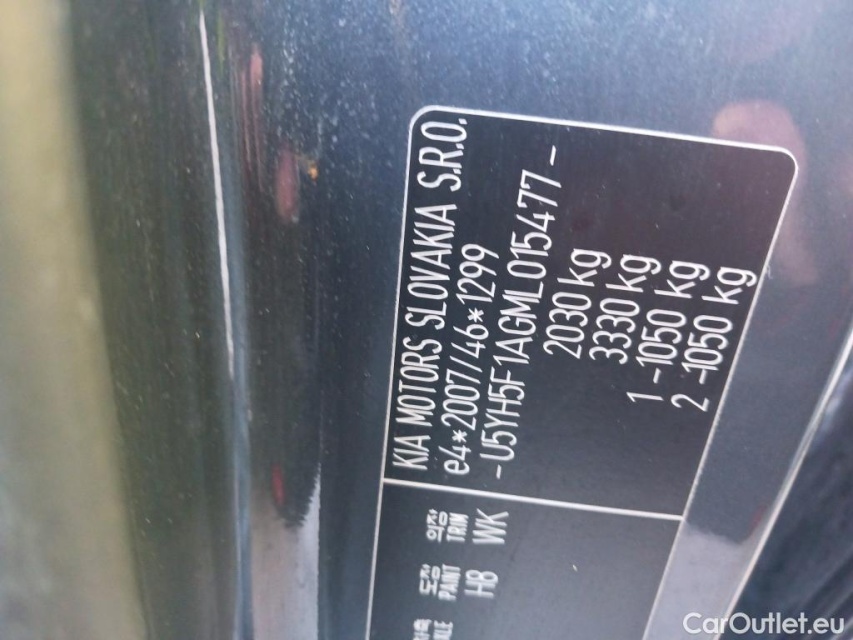 KIA MOTORS SLOVAKIA S.R.O.
e4*2007/46*1299
-U5YH5F1AGML015477-
2030 kg
3330 kg
1 -1050 kg
2 -1050 kg
의장
TRIM
WK
도장
PAINT
H8
CarOutlet.eu